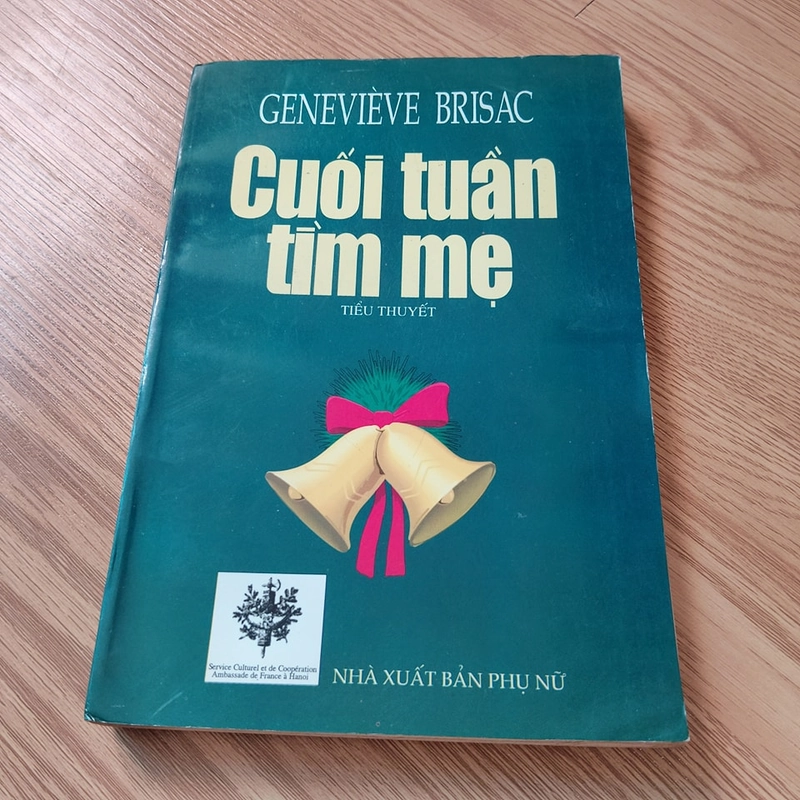 GENEVIÈVE BRISAC
Cuối tuần
tìm mẹ
TIỂU THUYẾT
Service Culturel et de Coopération
Ambassade de France à Hanoi
NHÀ XUẤT BẢN PHỤ NỮ